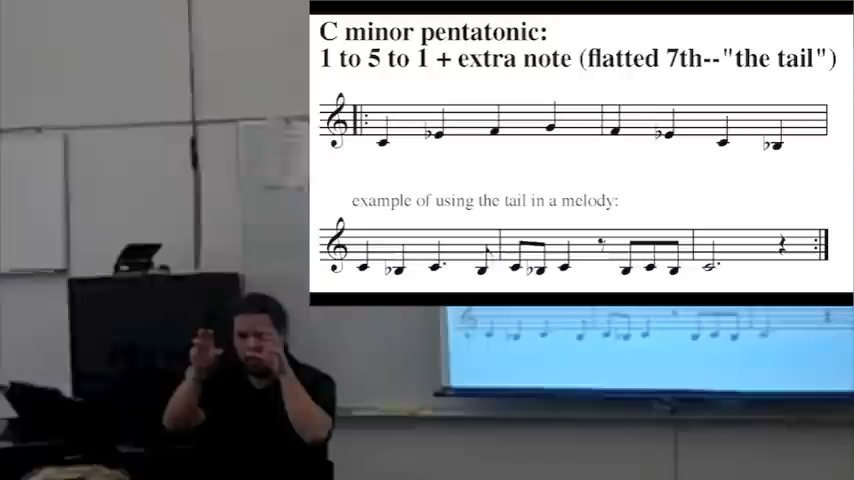 C minor pentatonic:
1 to 5 to 1 + extra note (flatted 7th--"the tail")
example of using the tail in a melody: